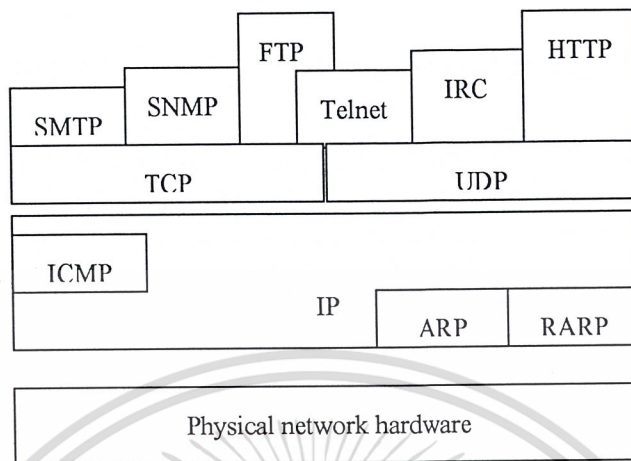 FTP
HTTP
SMTP
SNMP
Telnet
IRC
TCP
UDP
ICMP
IP
ARP
RARP
Physical network hardware